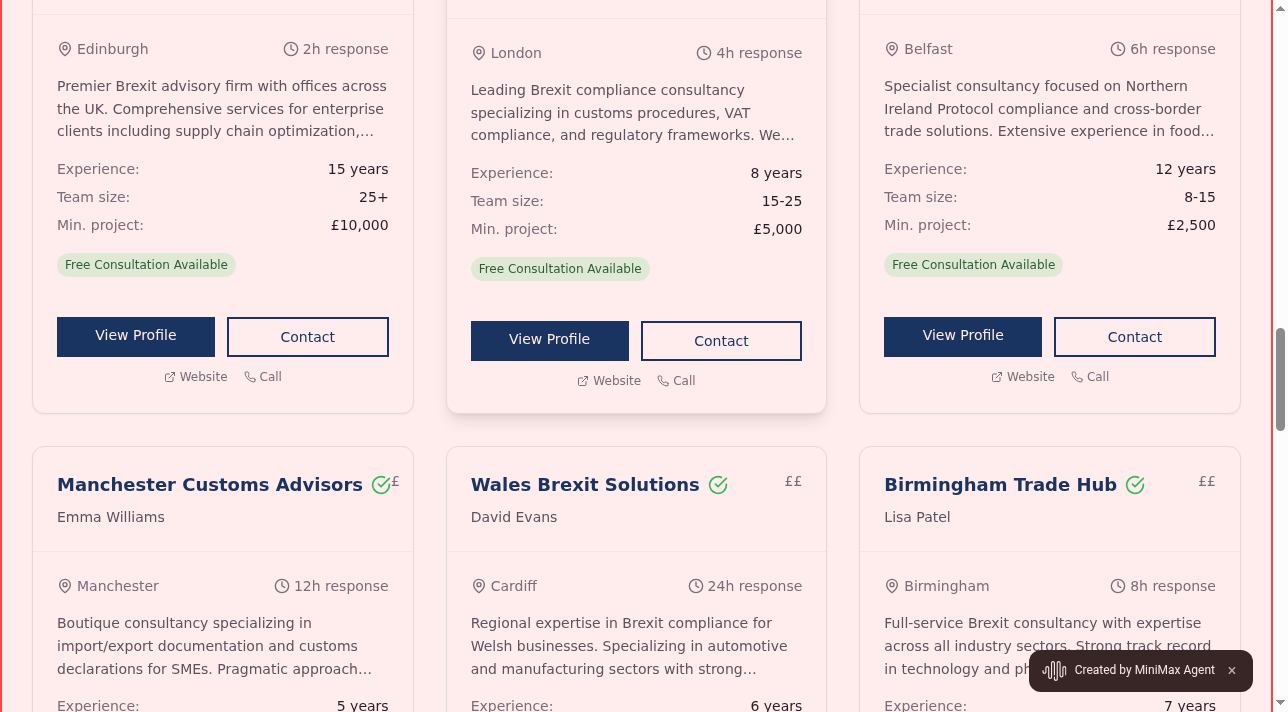 Edinburgh 2h response
Premier Brexit advisory firm with offices across
the UK. Comprehensive services for enterprise
clients including supply chain optimization,...
Experience: 15 years
Team size: 25+
Min. project: £10,000
Free Consultation Available
View Profile Contact
Website Call
London 4h response
Leading Brexit compliance consultancy
specializing in customs procedures, VAT
compliance, and regulatory frameworks. We...
Experience: 8 years
Team size: 15-25
Min. project: £5,000
Free Consultation Available
View Profile Contact
Website Call
Belfast 6h response
Specialist consultancy focused on Northern
Ireland Protocol compliance and cross-border
trade solutions. Extensive experience in food...
Experience: 12 years
Team size: 8-15
Min. project: £2,500
Free Consultation Available
View Profile Contact
Website Call
Manchester Customs Advisors £
Emma Williams
Manchester 12h response
Boutique consultancy specializing in
import/export documentation and customs
declarations for SMEs. Pragmatic approach...
Experience: 5 years
Wales Brexit Solutions ££
David Evans
Cardiff 24h response
Regional expertise in Brexit compliance for
Welsh businesses. Specializing in automotive
and manufacturing sectors with strong...
Experience: 6 years
Birmingham Trade Hub ££
Lisa Patel
Birmingham 8h response
Full-service Brexit consultancy with expertise
across all industry sectors. Strong track record
in technology and
Experience: 7 years
Created by MiniMax Agent ×